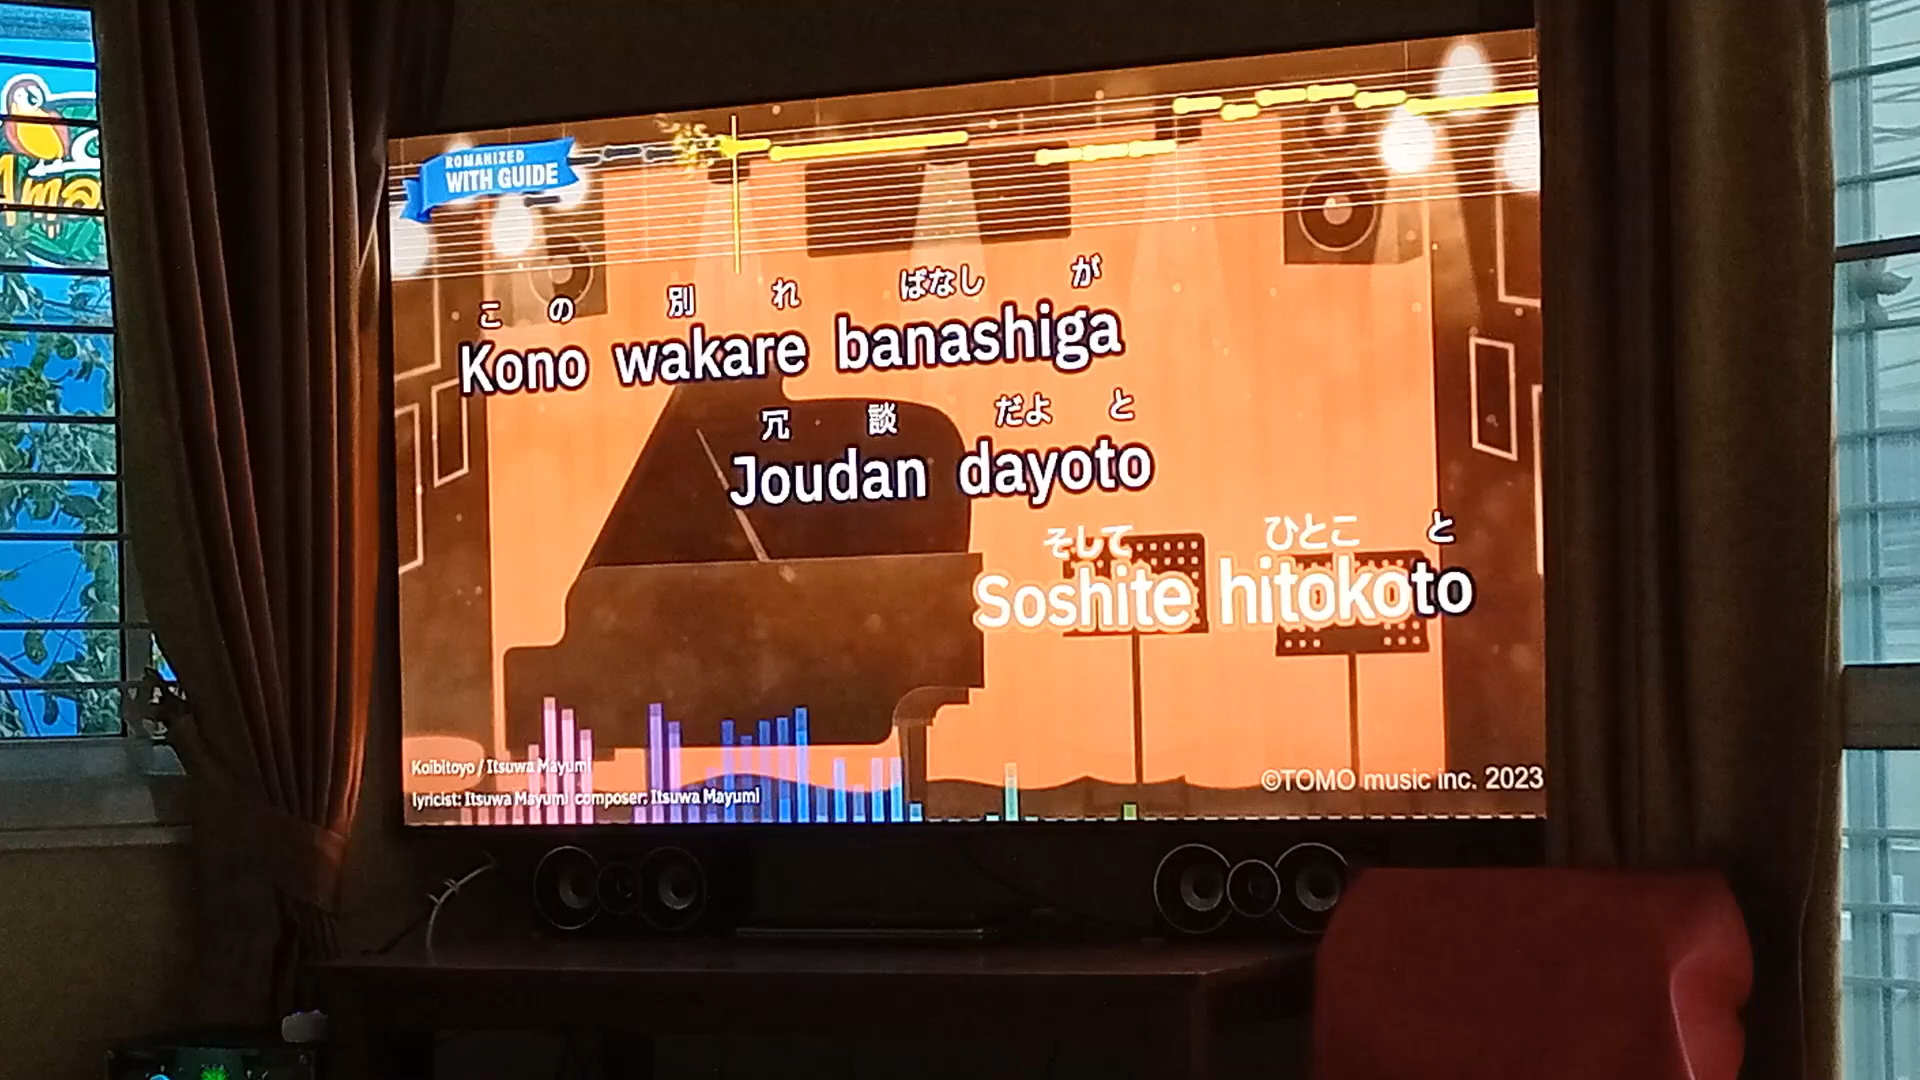 ROMANIZED
WITH GUIDE
この別ればなしが
Kono wakare banashiga
冗談だよと
Joudan dayoto
そしてひとこと
Soshite hitokoto
Koibitoyo / Itsuwa Mayumi
lyricist: Itsuwa Mayumi composer: Itsuwa Mayumi
©TOMO music inc. 2023